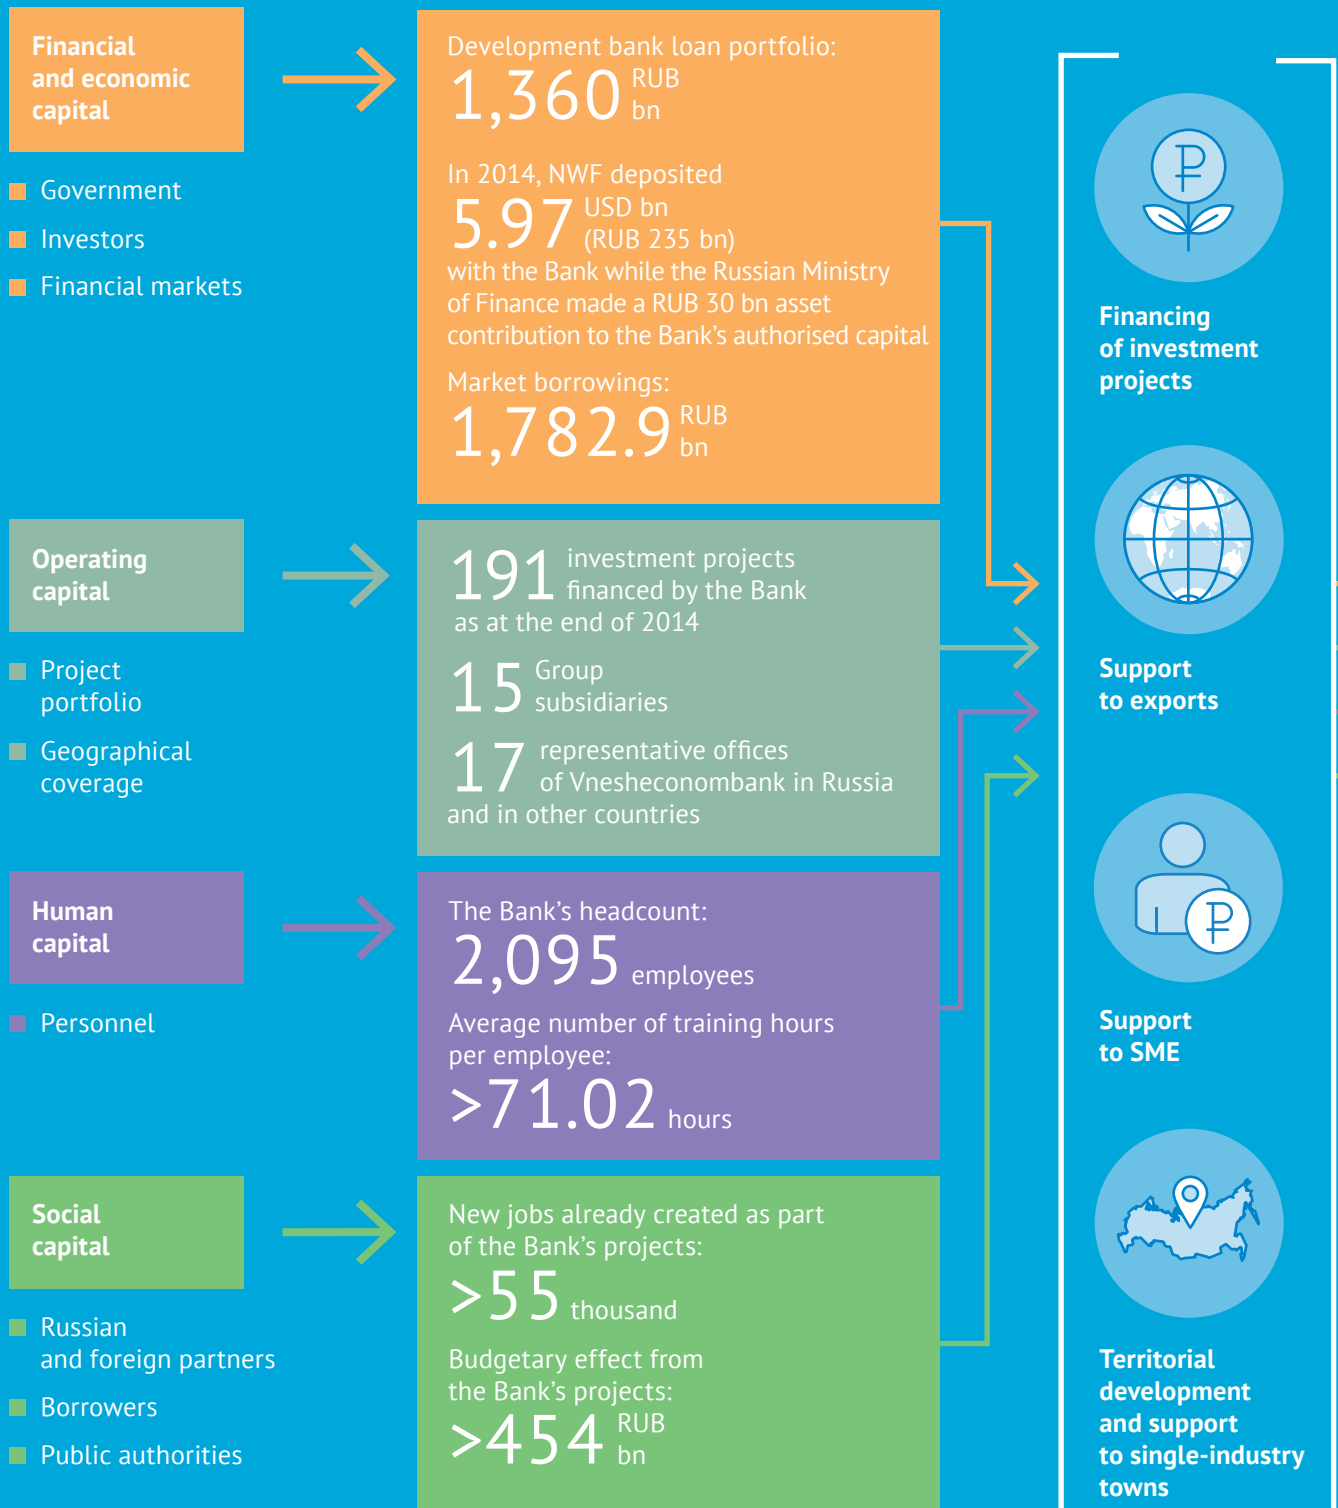 Financial
and economic
capital
Government
Investors
Financial markets
Development bank loan portfolio:
1,360 RUB
bn
In 2014, NWF deposited
5.97 USD bn
(RUB 235 bn)
with the Bank while the Russian Ministry
of Finance made a RUB 30 bn asset
contribution to the Bank's authorised capital
Market borrowings:
1,782.9 RUB
bn
Operating
capital
Project
portfolio
Geographical
coverage
191 investment projects
financed by the Bank
as at the end of 2014
15 Group
subsidiaries
17 representative offices
of Vnesheconombank in Russia
and in other countries
Human
capital
Personnel
The Bank's headcount:
2,095 employees
Average number of training hours
per employee:
>71.02 hours
Social
capital
Russian
and foreign partners
Borrowers
Public authorities
New jobs already created as part
of the Bank's projects:
>55 thousand
Budgetary effect from
the Bank's projects:
>454 RUB
bn
₽
Financing
of investment
projects
Support
to exports
₽
Support
to SME
Territorial
development
and support
to single-industry
towns